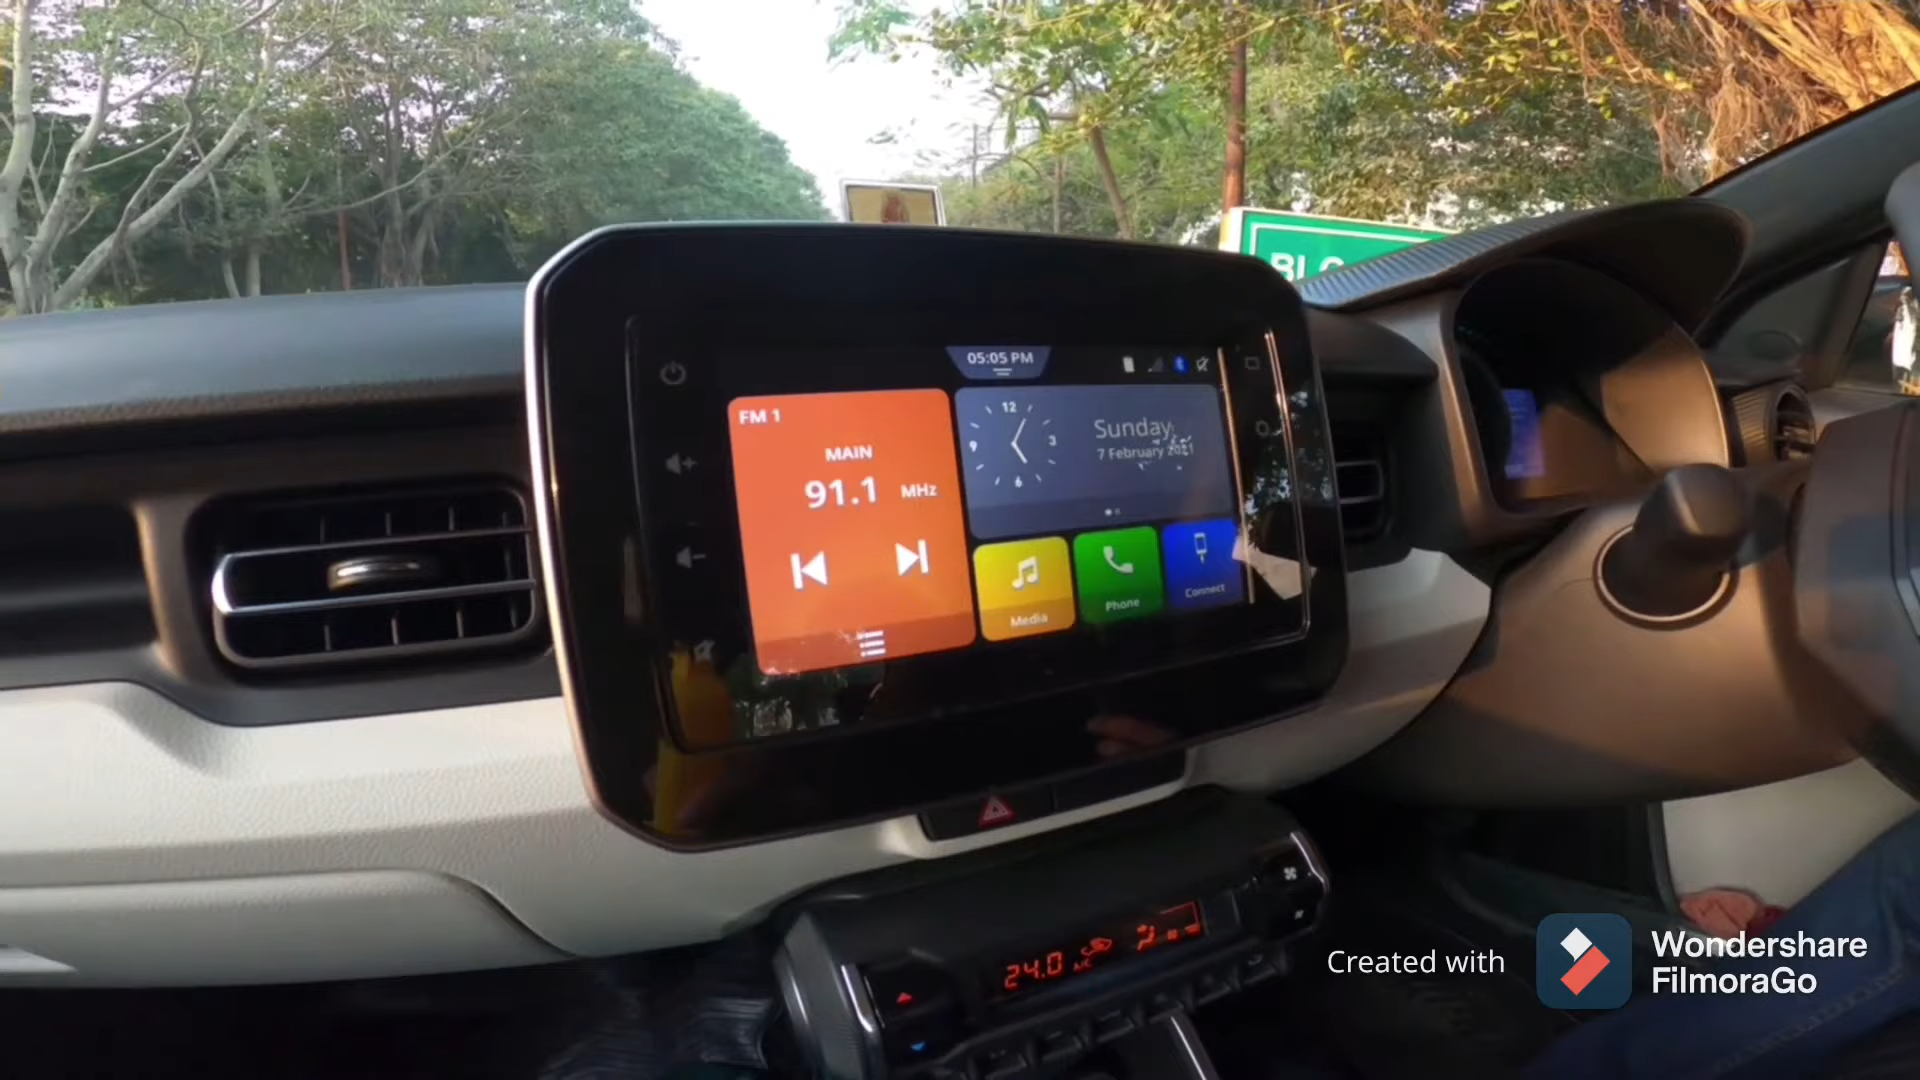 BLO
05:05 PM
FM 1
MAIN
91.1 MHz
12
3
6
9
Sunday
7 February 2021
Media
Phone
Connect
24.0
A/C
Created with
Wondershare
FilmoraGo